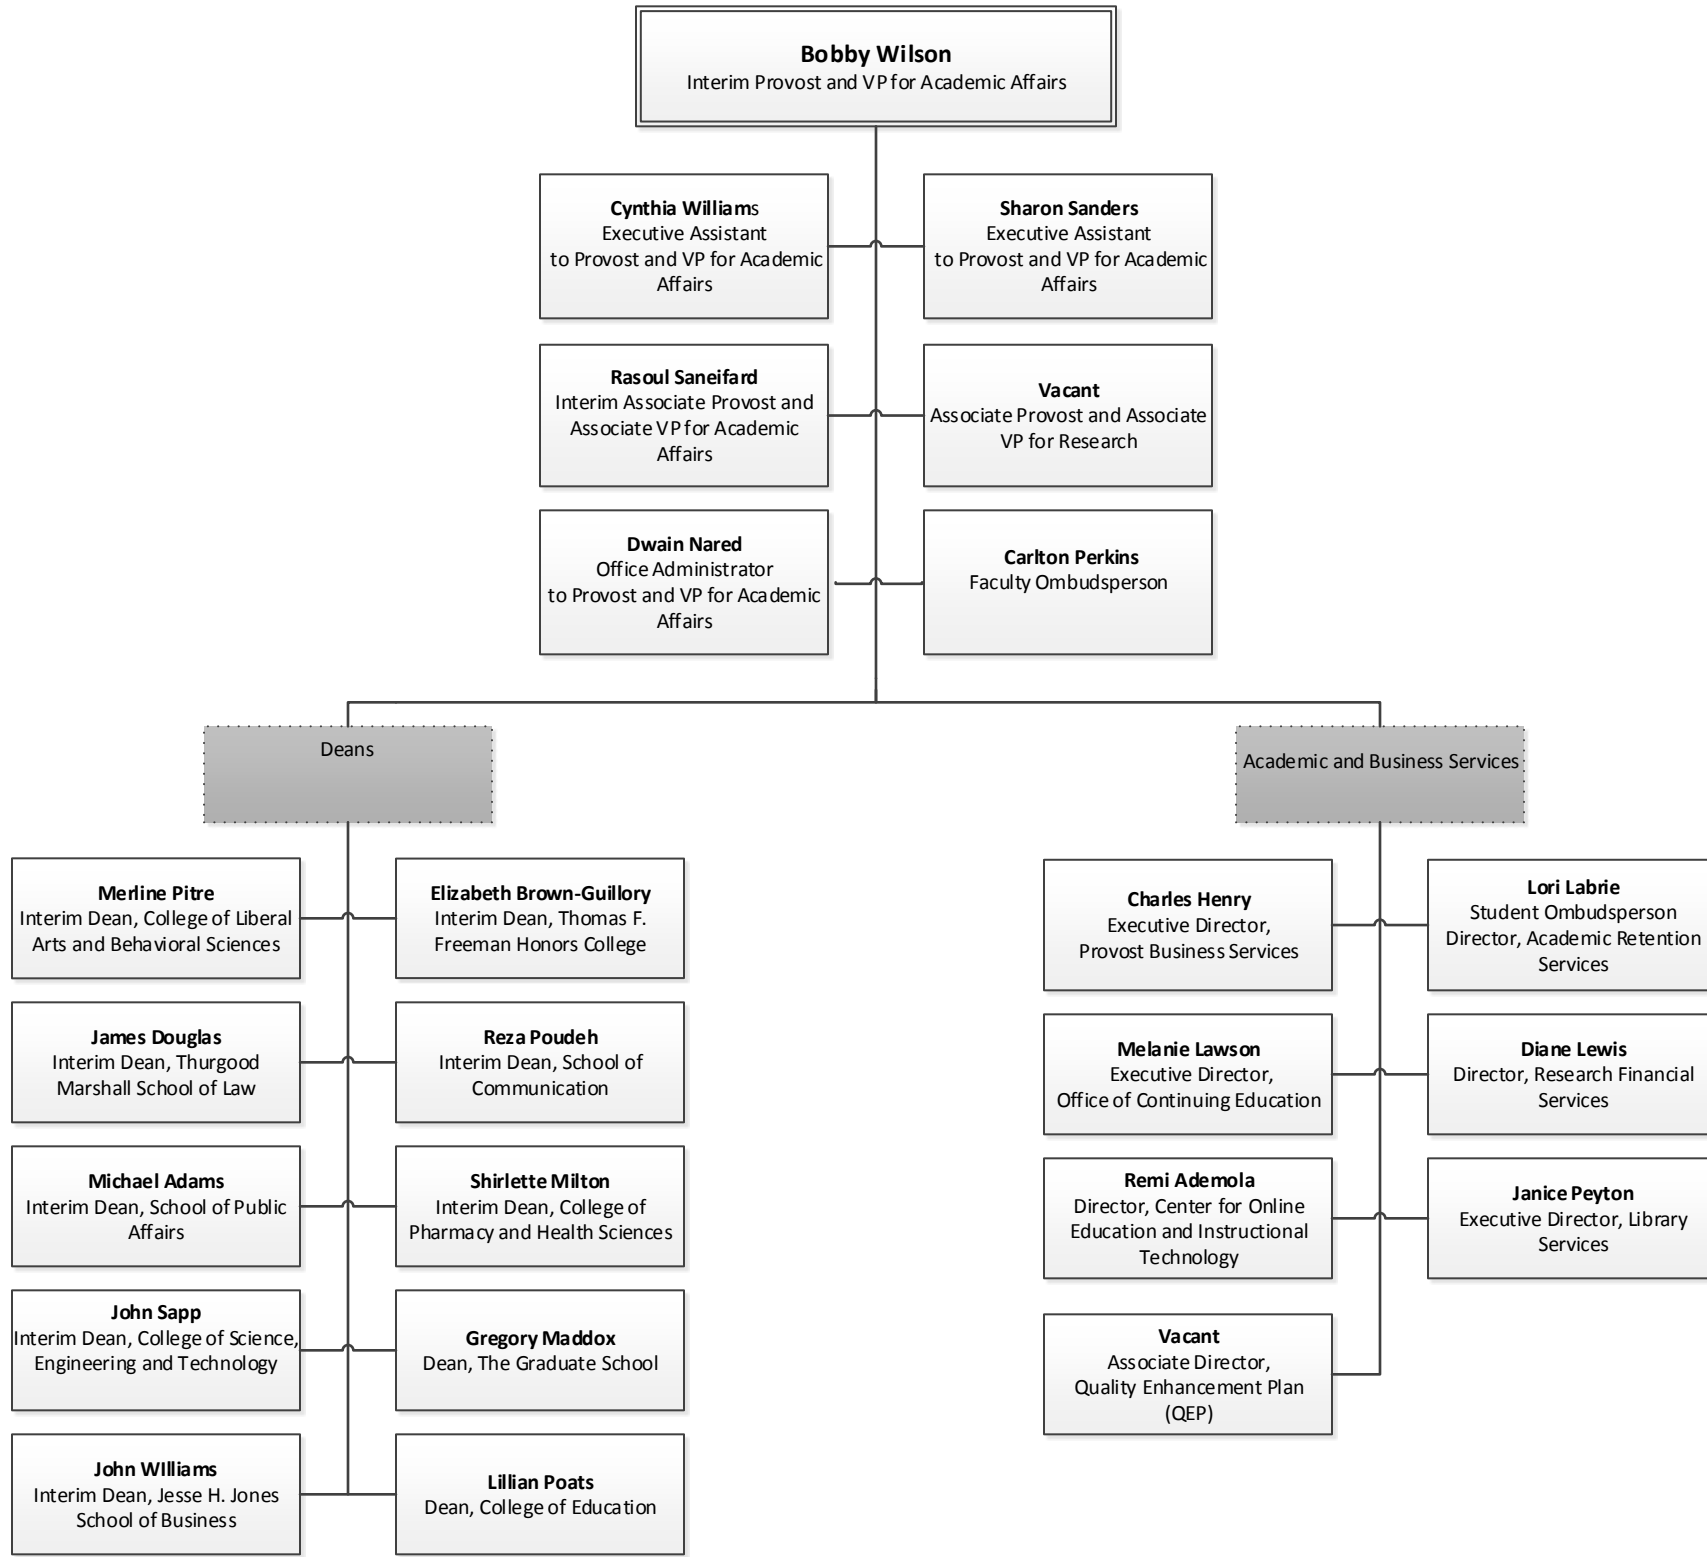 Bobby Wilson
Interim Provost and VP for Academic Affairs
Cynthia Williams
Executive Assistant
to Provost and VP for Academic
Affairs
Sharon Sanders
Executive Assistant
to Provost and VP for Academic
Affairs
Rasoul Saneifard
Interim Associate Provost and
Associate VP for Academic
Affairs
Vacant
Associate Provost and Associate
VP for Research
Dwain Nared
Office Administrator
to Provost and VP for Academic
Affairs
Carlton Perkins
Faculty Ombudsperson
Deans
Merline Pitre
Interim Dean, College of Liberal
Arts and Behavioral Sciences
Elizabeth Brown-Guillory
Interim Dean, Thomas F.
Freeman Honors College
James Douglas
Interim Dean, Thurgood
Marshall School of Law
Reza Poudeh
Interim Dean, School of
Communication
Michael Adams
Interim Dean, School of Public
Affairs
Shirlette Milton
Interim Dean, College of
Pharmacy and Health Sciences
John Sapp
Interim Dean, College of Science,
Engineering and Technology
Gregory Maddox
Dean, The Graduate School
John WIlliams
Interim Dean, Jesse H. Jones
School of Business
Lillian Poats
Dean, College of Education
Academic and Business Services
Charles Henry
Executive Director,
Provost Business Services
Lori Labrie
Student Ombudsperson
Director, Academic Retention
Services
Melanie Lawson
Executive Director,
Office of Continuing Education
Diane Lewis
Director, Research Financial
Services
Remi Ademola
Director, Center for Online
Education and Instructional
Technology
Janice Peyton
Executive Director, Library
Services
Vacant
Associate Director,
Quality Enhancement Plan
(QEP)